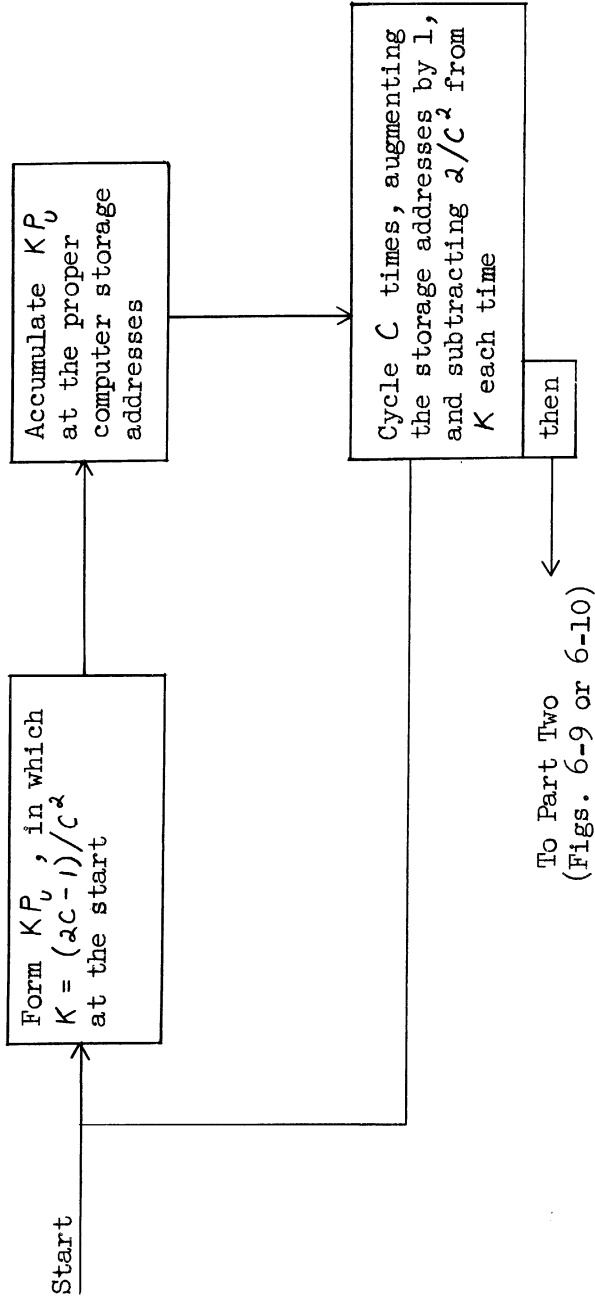 Start
Form KP_U , in which
K = (2C - 1)/C²
at the start
Accumulate KP_U
at the proper
computer storage
addresses
Cycle C times, augmenting
the storage addresses by 1,
and subtracting 2/C² from
K each time
then
To Part Two
(Figs. 6-9 or 6-10)